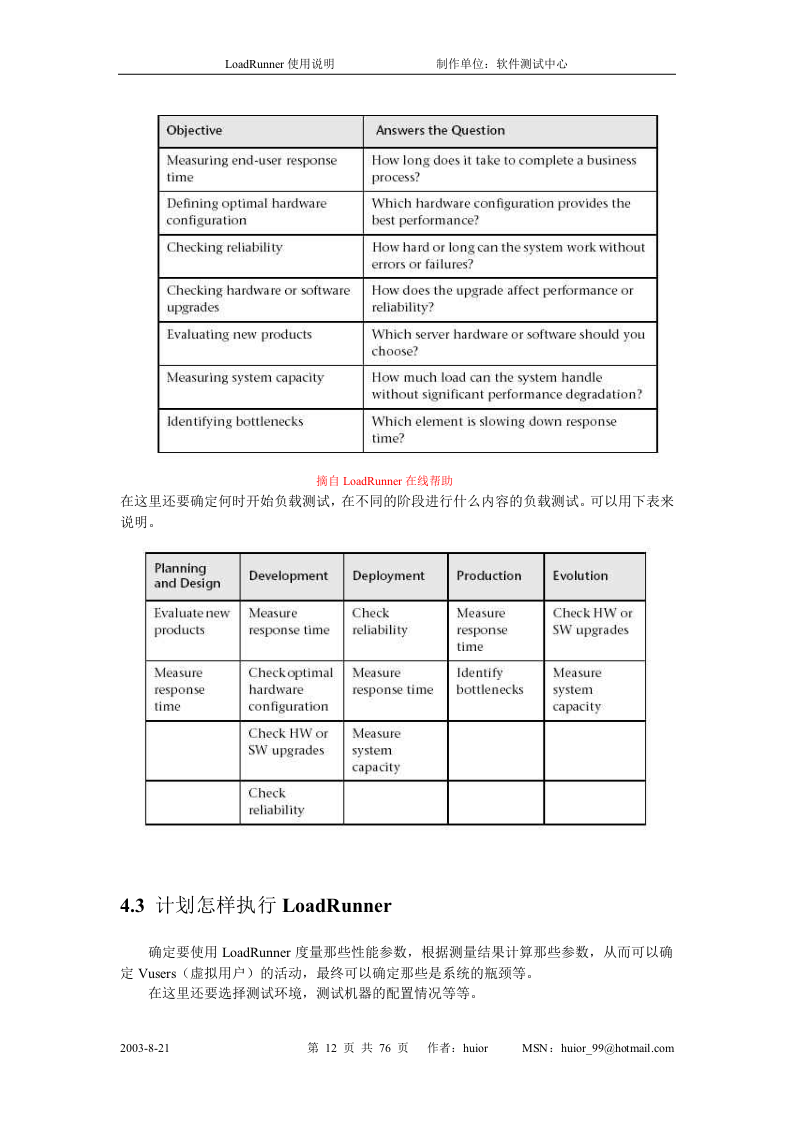 LoadRunner 使用说明 制作单位：软件测试中心
Objective Answers the Question
Measuring end-user response time How long does it take to complete a business process?
Defining optimal hardware configuration Which hardware configuration provides the best performance?
Checking reliability How hard or long can the system work without errors or failures?
Checking hardware or software upgrades How does the upgrade affect performance or reliability?
Evaluating new products Which server hardware or software should you choose?
Measuring system capacity How much load can the system handle without significant performance degradation?
Identifying bottlenecks Which element is slowing down response time?
摘自 LoadRunner 在线帮助
在这里还要确定何时开始负载测试，在不同的阶段进行什么内容的负载测试。可以用下表来
说明。
Planning and Design Development Deployment Production Evolution
Evaluate new products Measure response time Check reliability Measure response time Check HW or SW upgrades
Measure response time Check optimal hardware configuration Measure response time Identify bottlenecks Measure system capacity
Check HW or SW upgrades Measure system capacity
Check reliability
4.3 计划怎样执行 LoadRunner
确定要使用 LoadRunner 度量那些性能参数，根据测量结果计算那些参数，从而可以确
定 Vusers（虚拟用户）的活动，最终可以确定那些是系统的瓶颈等。
在这里还要选择测试环境，测试机器的配置情况等等。
2003-8-21 第 12 页 共 76 页 作者：huior MSN：huior_99@hotmail.com